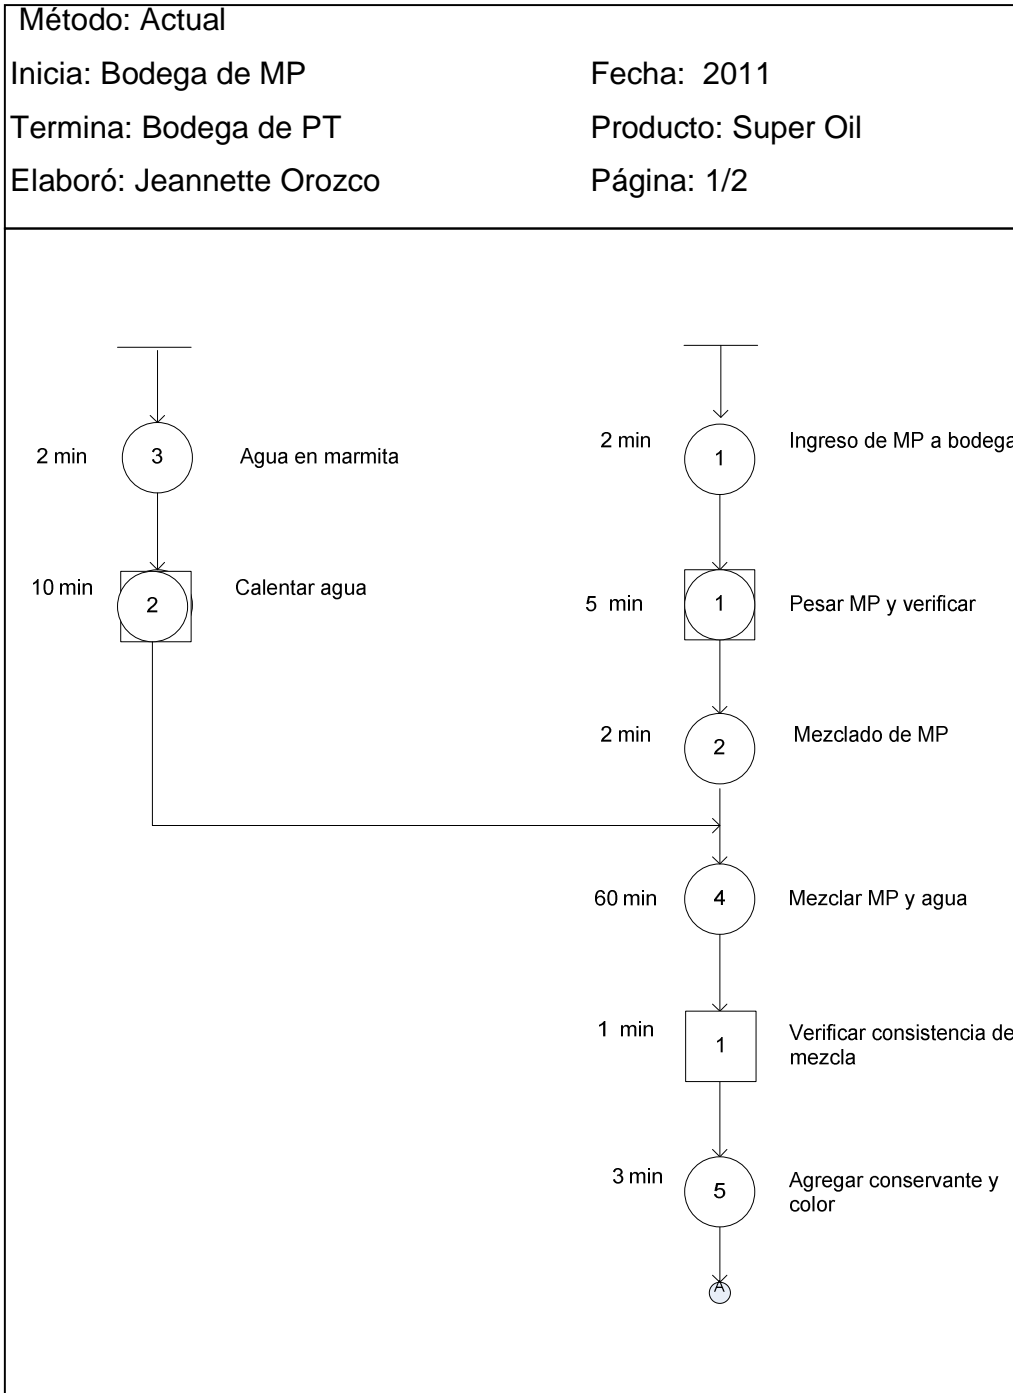 Método: Actual
Inicia: Bodega de MP
Fecha: 2011
Termina: Bodega de PT
Producto: Super Oil
Elaboró: Jeannette Orozco
Página: 1/2
2 min
3
Agua en marmita
2 min
1
Ingreso de MP a bodega
10 min
2
Calentar agua
5 min
1
Pesar MP y verificar
2 min
2
Mezclado de MP
60 min
4
Mezclar MP y agua
1 min
1
Verificar consistencia de
mezcla
3 min
5
Agregar conservante y
color
A